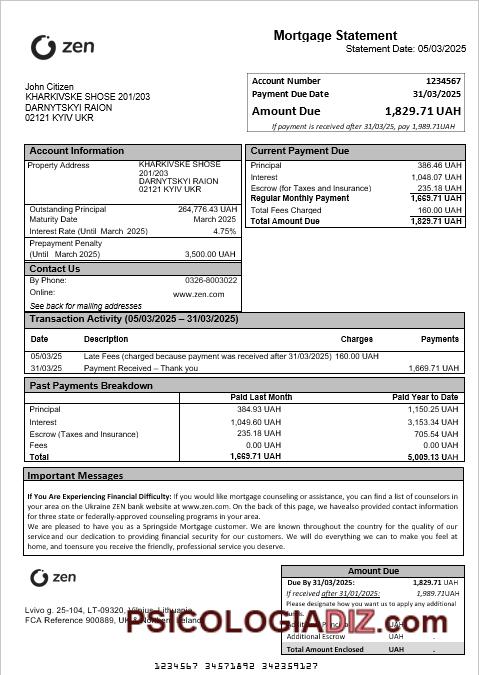 zen
Mortgage Statement
Statement Date: 05/03/2025
John Citizen
KHARKIVSKE SHOSE 201/203
DARNYTSKYI RAION
02121 KYIV UKR
Account Number 1234567
Payment Due Date 31/03/2025
Amount Due 1,829.71 UAH
If payment is received after 31/03/25, pay 1,989.71UAH
Account Information
Property Address KHARKIVSKE SHOSE
201/203
DARNYTSKYI RAION
02121 KYIV UKR
Outstanding Principal 264,776.43 UAH
Maturity Date March 2025
Interest Rate (Until March 2025) 4.75%
Prepayment Penalty
(Until March 2025) 3,500.00 UAH
Contact Us
By Phone: 0326-8003022
Online: www.zen.com
See back for mailing addresses
Current Payment Due
Principal 386.46 UAH
Interest 1,048.07 UAH
Escrow (for Taxes and Insurance) 235.18 UAH
Regular Monthly Payment 1,669.71 UAH
Total Fees Charged 160.00 UAH
Total Amount Due 1,829.71 UAH
Transaction Activity (05/03/2025 – 31/03/2025)
Date Description Charges Payments
05/03/25 Late Fees (charged because payment was received after 31/03/2025) 160.00 UAH
31/03/25 Payment Received – Thank you 1,669.71 UAH
Past Payments Breakdown
Paid Last Month Paid Year to Date
Principal 384.93 UAH 1,150.25 UAH
Interest 1,049.60 UAH 3,153.34 UAH
Escrow (Taxes and Insurance) 235.18 UAH 705.54 UAH
Fees 0.00 UAH 0.00 UAH
Total 1,669.71 UAH 5,009.13 UAH
Important Messages
If You Are Experiencing Financial Difficulty: If you would like mortgage counseling or assistance, you can find a list of counselors in
your area on the Ukraine ZEN bank website at www.zen.com. On the back of this page, we havealso provided contact information
for three state or federally-approved counseling programs in your area.
We are pleased to have you as a Springside Mortgage customer. We are known throughout the country for the quality of our
service and our dedication to providing financial security for our customers. We will do everything we can to make you feel at
home, and toensure you receive the friendly, professional service you deserve.
zen
Lvivo g. 25-104, LT-09320, Vilnius, Lithuania
FCA Reference 900889, UK & Northern Ireland
Amount Due
Due By 31/03/2025: 1,829.71 UAH
If received after 31/01/2025: 1,989.71UAH
Please designate how you want us to apply any additional
funds.
Additional Principal UAH .
Additional Escrow UAH .
Total Amount Enclosed UAH .
PSICOLOGIADIZ.com
1234567 34571892 342359127